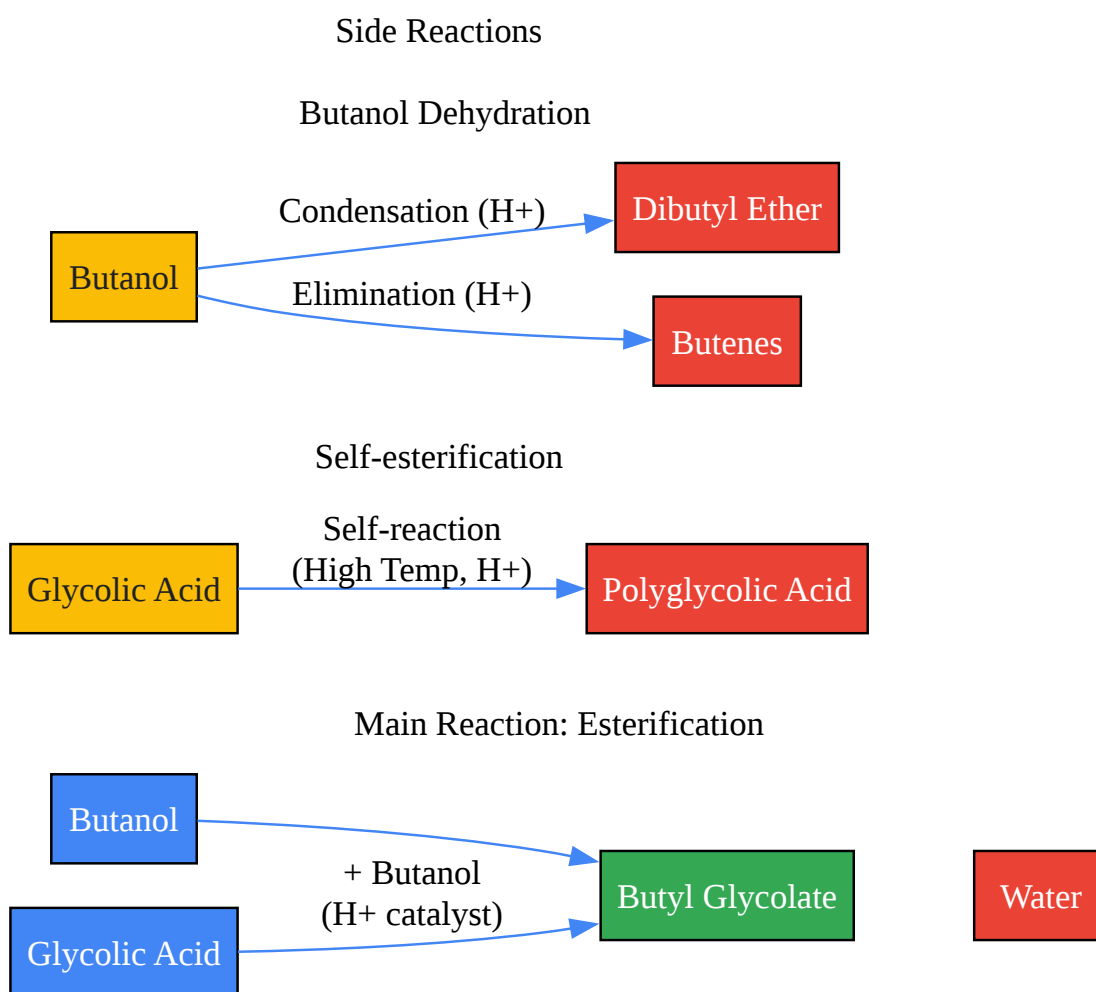 Side Reactions
Butanol Dehydration
Condensation (H+)
Dibutyl Ether
Butanol
Elimination (H+)
Butenes
Self-esterification
Self-reaction
(High Temp, H+)
Glycolic Acid
Polyglycolic Acid
Main Reaction: Esterification
Butanol
+ Butanol
(H+ catalyst)
Butyl Glycolate
Water
Glycolic Acid